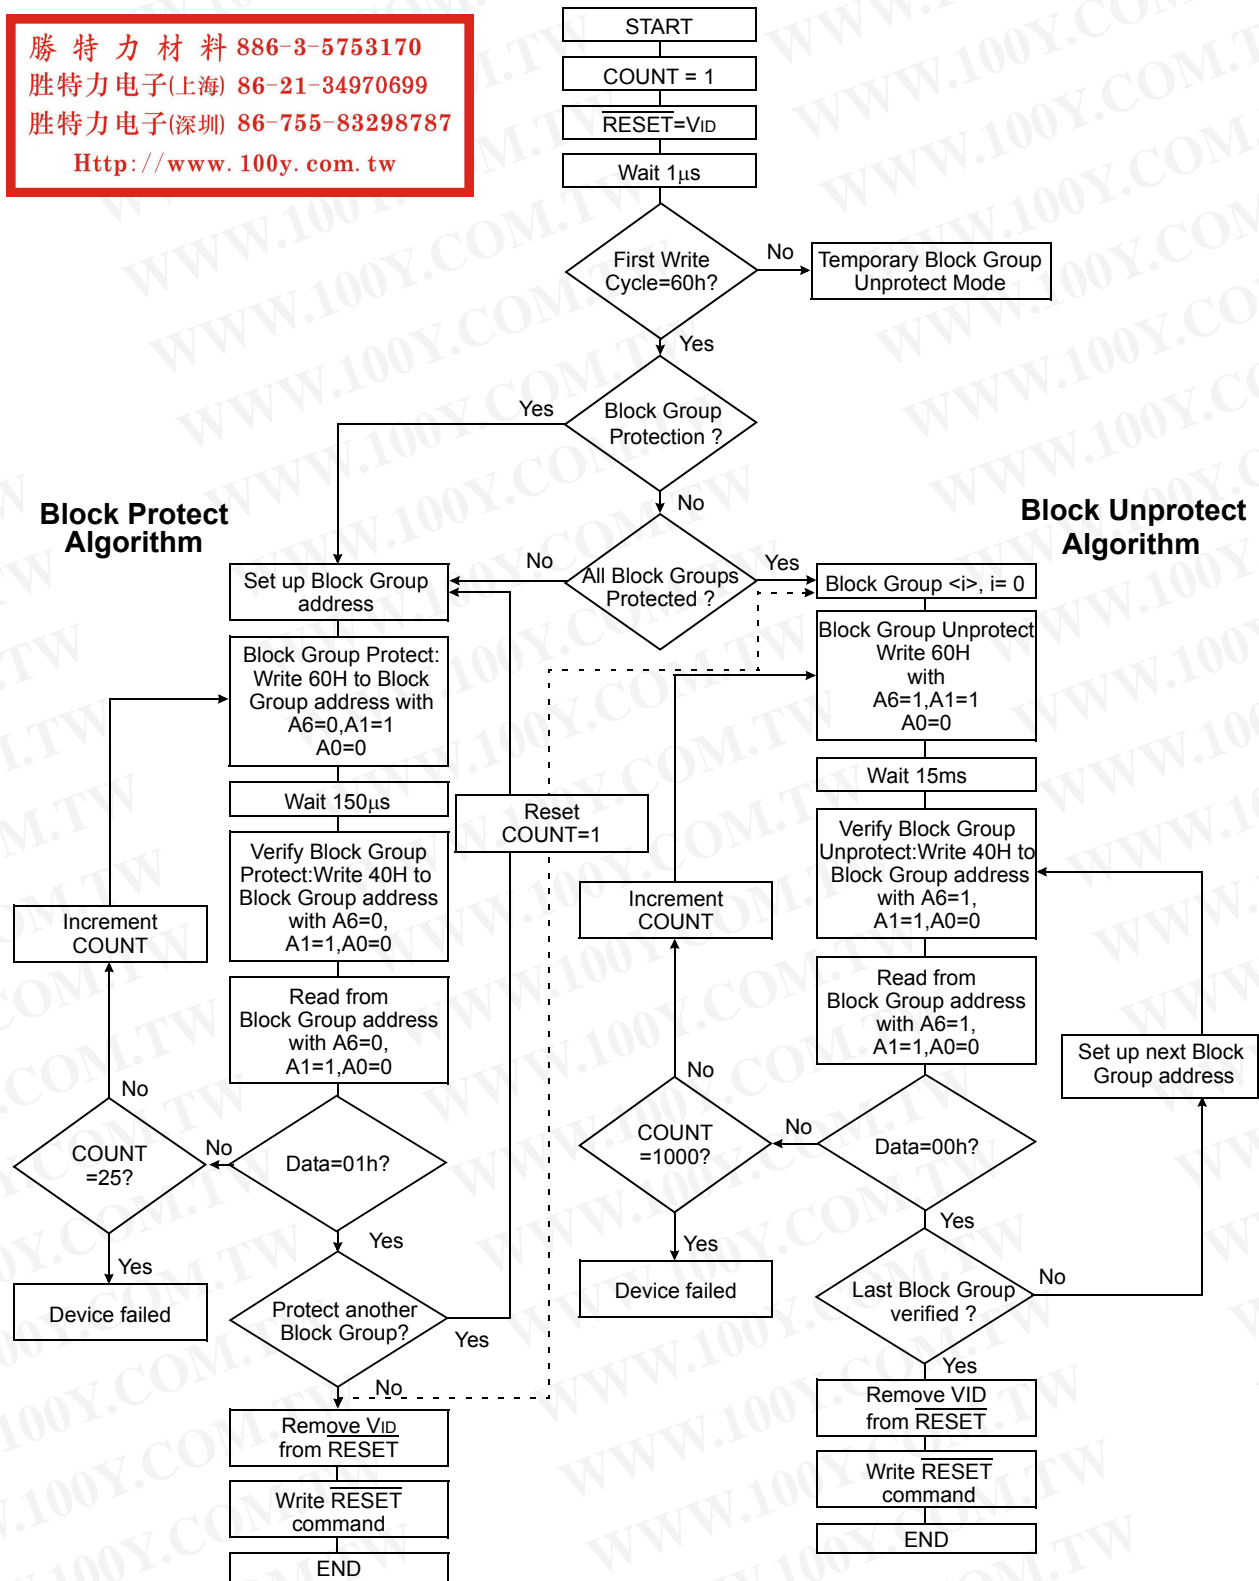 勝 特 力 材 料 886-3-5753170
胜特力电子(上海) 86-21-34970699
胜特力电子(深圳) 86-755-83298787
Http://www.100y.com.tw
START
COUNT = 1
RESET=VID
Wait 1μs
First Write
Cycle=60h?
No
Temporary Block Group
Unprotect Mode
Yes
Block Group
Protection ?
Yes
No
All Block Groups
Protected ?
No
Yes
Block Protect
Algorithm
Set up Block Group
address
Block Group Protect:
Write 60H to Block
Group address with
A6=0,A1=1
A0=0
Wait 150μs
Reset
COUNT=1
Verify Block Group
Protect:Write 40H to
Block Group address
with A6=0,
A1=1,A0=0
Increment
COUNT
Read from
Block Group address
with A6=0,
A1=1,A0=0
No
COUNT
=25?
No
Data=01h?
Yes
Yes
Device failed
Protect another
Block Group?
Yes
No
Remove VID
from RESET
Write RESET
command
END
Block Unprotect
Algorithm
Block Group <i>, i= 0
Block Group Unprotect
Write 60H
with
A6=1,A1=1
A0=0
Wait 15ms
Verify Block Group
Unprotect:Write 40H to
Block Group address
with A6=1,
A1=1,A0=0
Increment
COUNT
Read from
Block Group address
with A6=1,
A1=1,A0=0
Set up next Block
Group address
No
COUNT
=1000?
No
Data=00h?
Yes
Yes
Device failed
Last Block Group
verified ?
No
Yes
Remove VID
from RESET
Write RESET
command
END
WWW.100Y.COM.TW